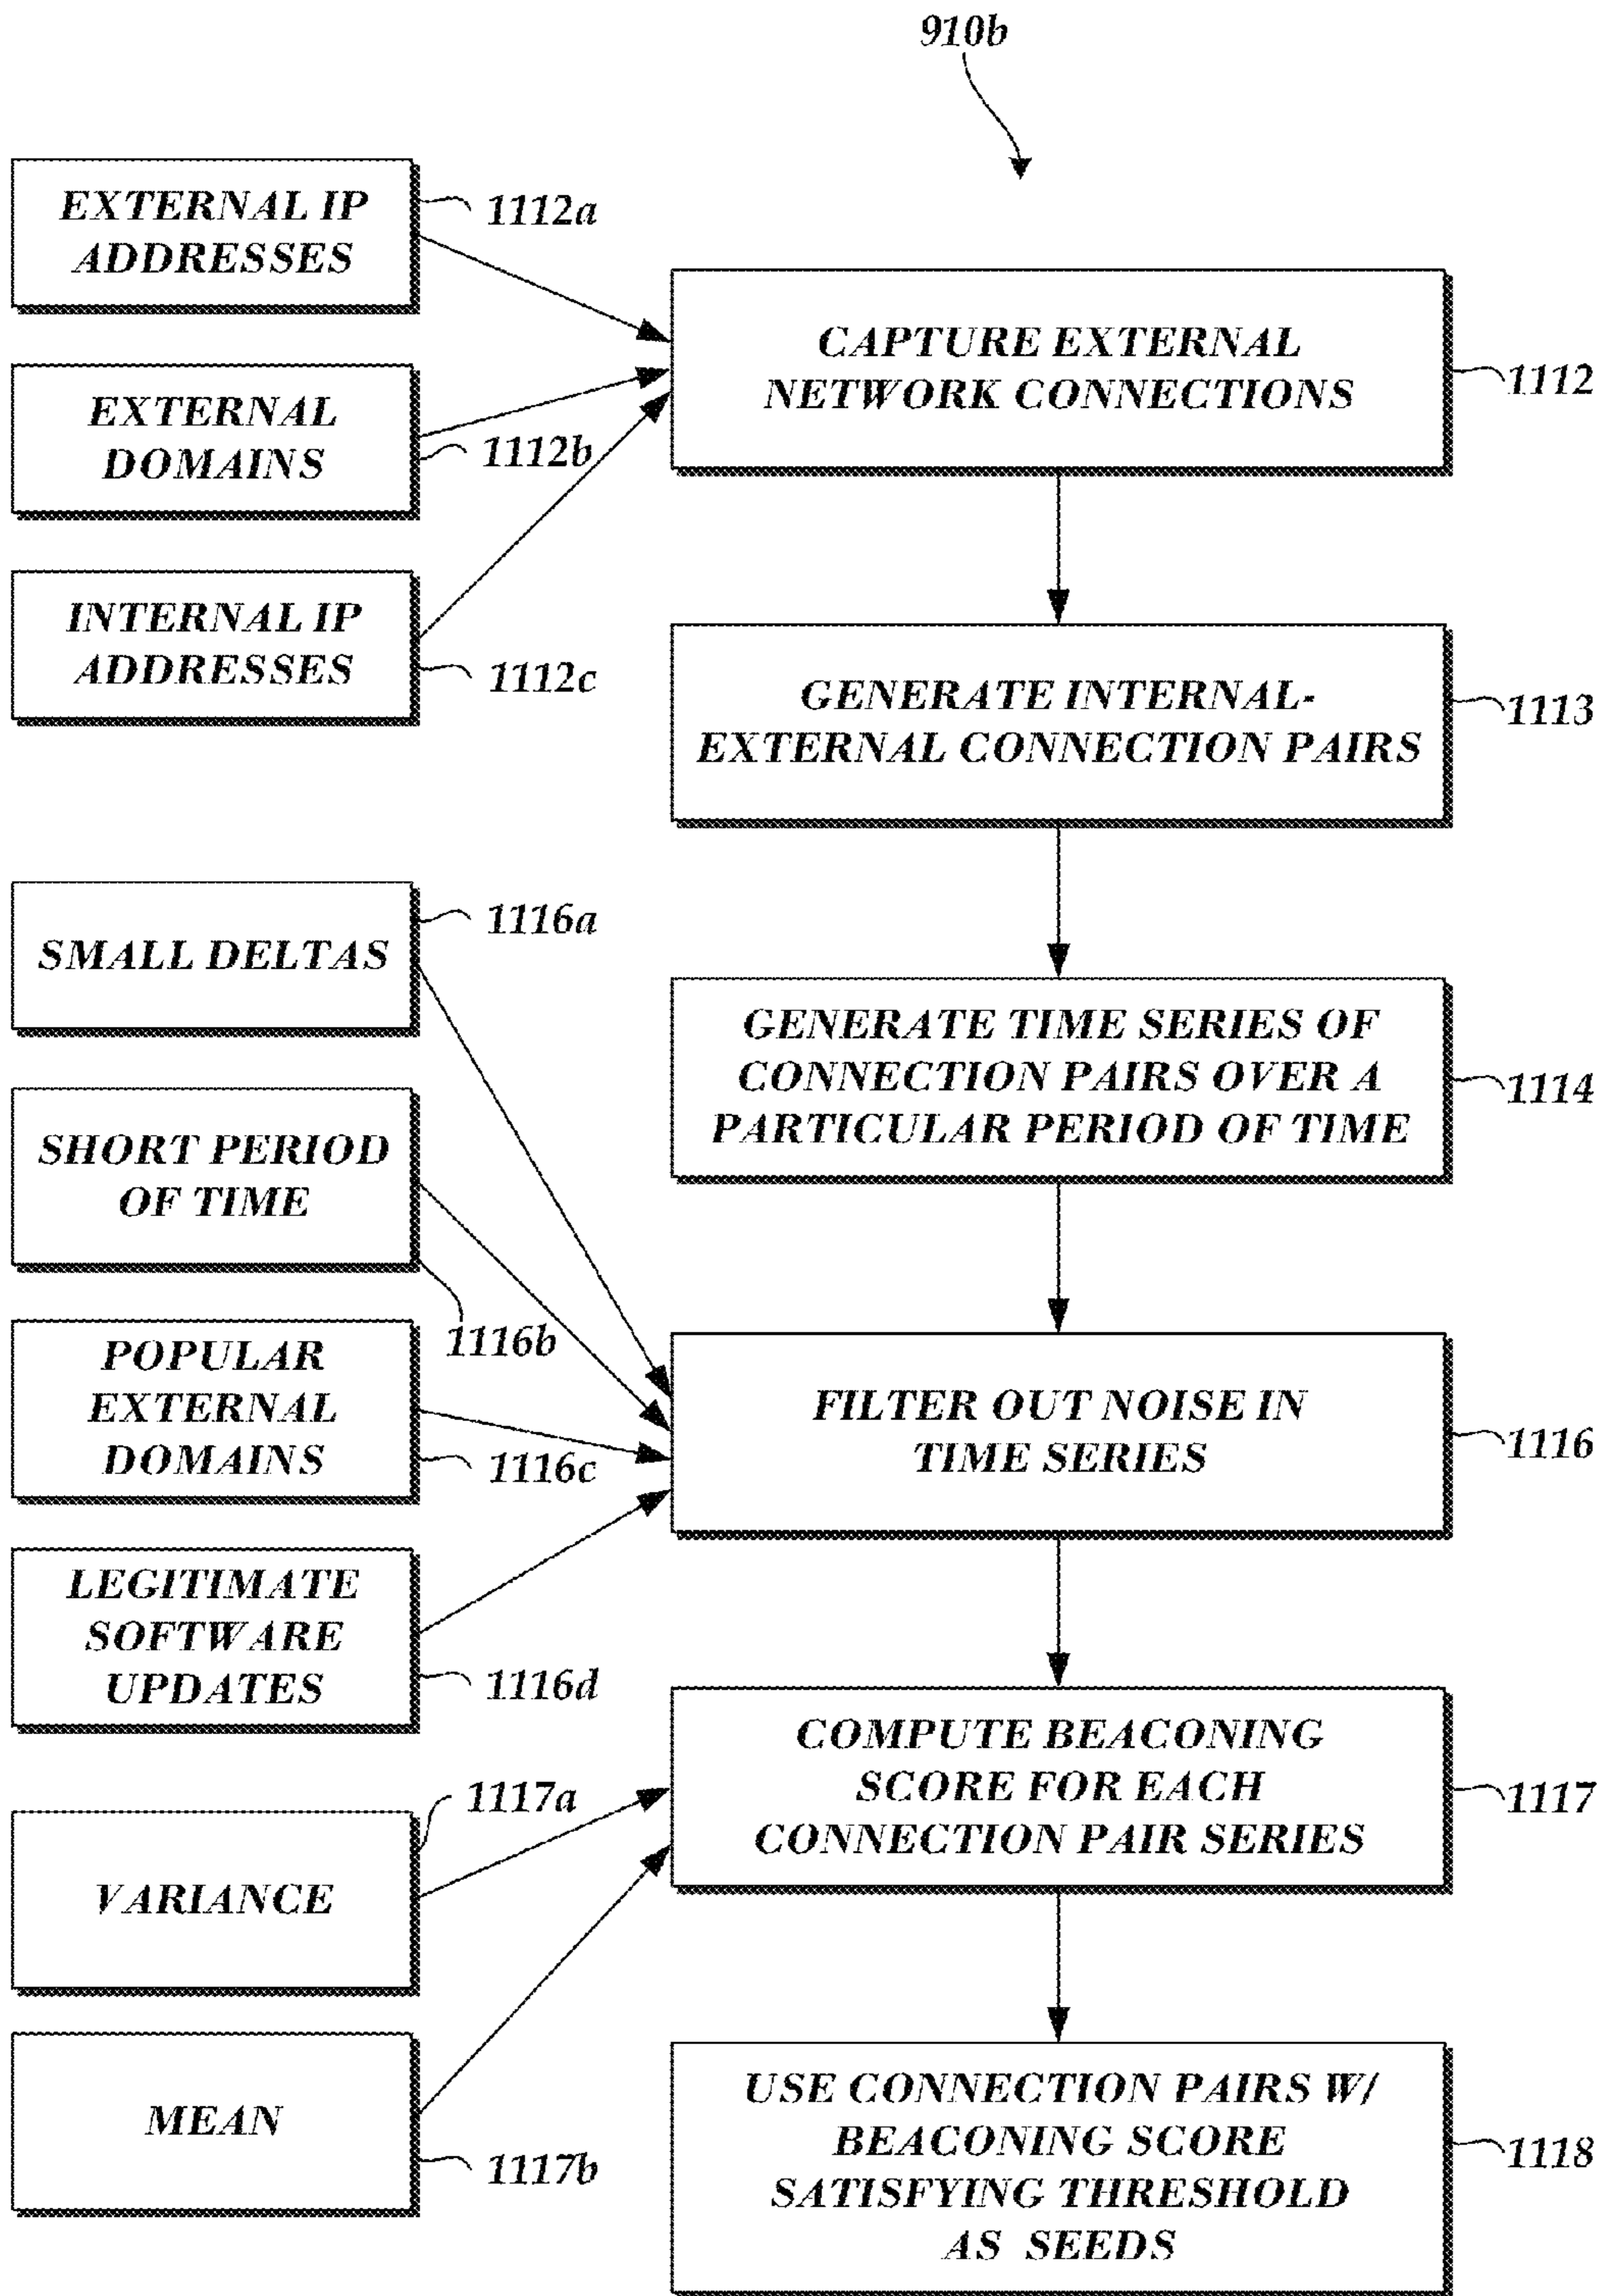 910b
EXTERNAL IP
ADDRESSES
1112a
EXTERNAL
DOMAINS
1112b
INTERNAL IP
ADDRESSES
1112c
CAPTURE EXTERNAL
NETWORK CONNECTIONS
1112
GENERATE INTERNAL-
EXTERNAL CONNECTION PAIRS
1113
GENERATE TIME SERIES OF
CONNECTION PAIRS OVER A
PARTICULAR PERIOD OF TIME
1114
SMALL DELTAS
1116a
SHORT PERIOD
OF TIME
1116b
POPULAR
EXTERNAL
DOMAINS
1116c
LEGITIMATE
SOFTWARE
UPDATES
1116d
FILTER OUT NOISE IN
TIME SERIES
1116
VARIANCE
1117a
MEAN
1117b
COMPUTE BEACONING
SCORE FOR EACH
CONNECTION PAIR SERIES
1117
USE CONNECTION PAIRS W/
BEACONING SCORE
SATISFYING THRESHOLD
AS SEEDS
1118